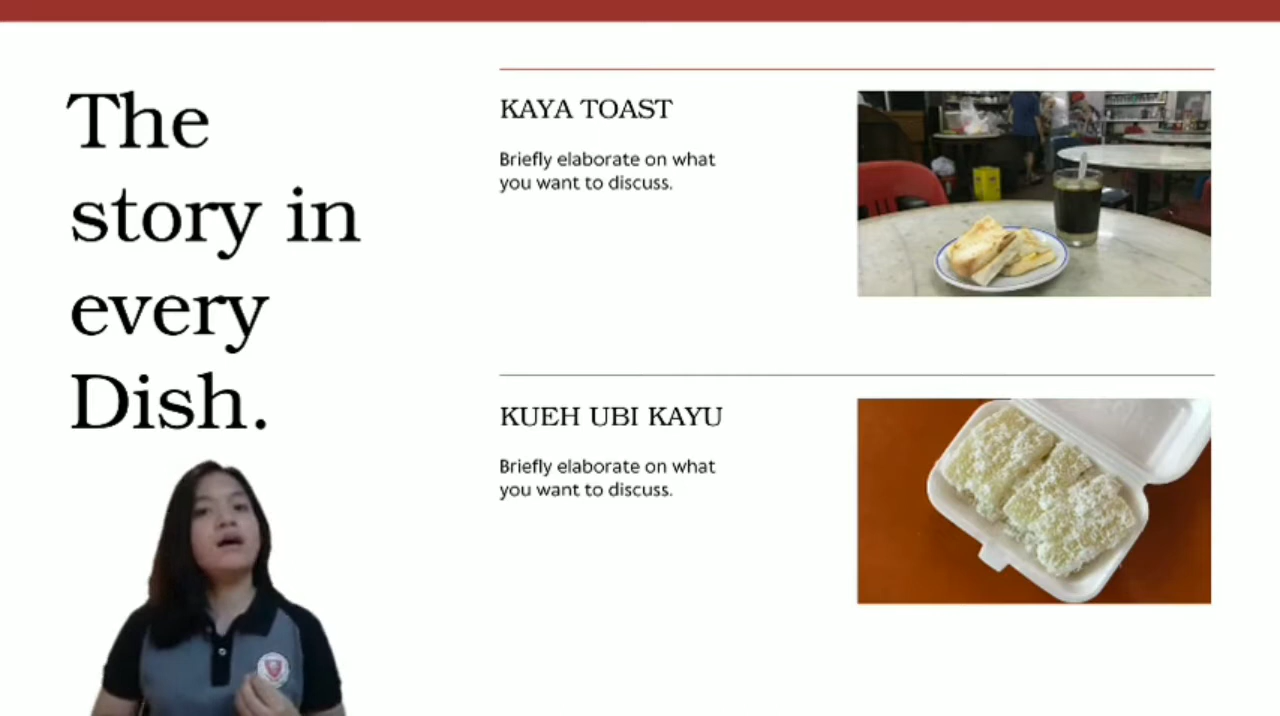 The
story in
every
Dish.
KAYA TOAST
Briefly elaborate on what
you want to discuss.
KUEH UBI KAYU
Briefly elaborate on what
you want to discuss.